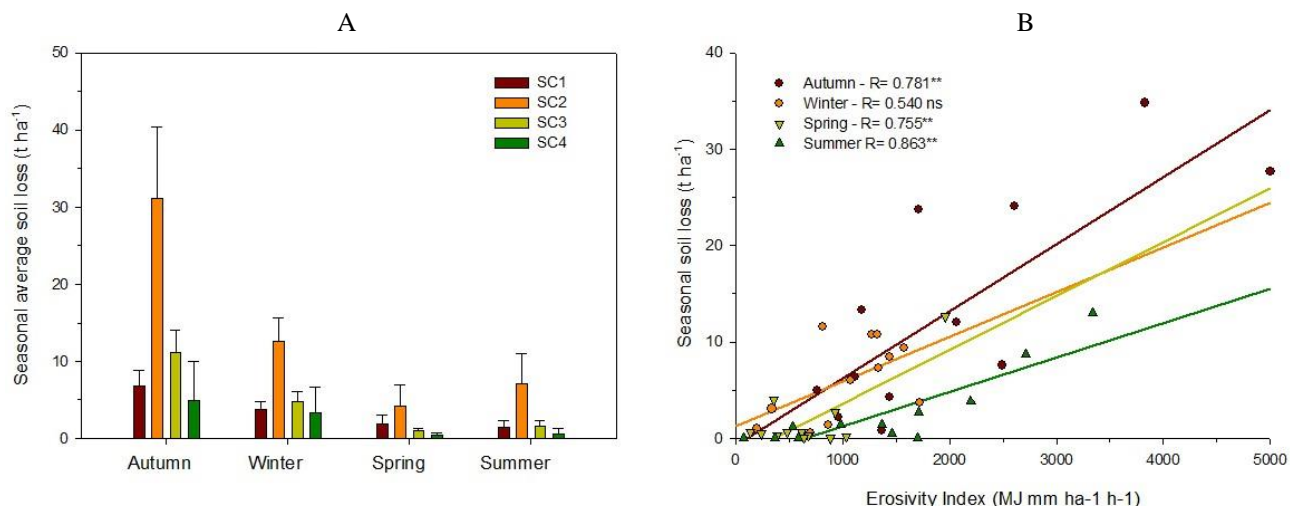 A
Seasonal average soil loss (t ha⁻¹)
50
40
30
20
10
0
SC1
SC2
SC3
SC4
Autumn Winter Spring Summer
B
Seasonal soil loss (t ha⁻¹)
40
30
20
10
0
Autumn - R= 0.781**
Winter - R= 0.540 ns
Spring - R= 0.755**
Summer R= 0.863**
0 1000 2000 3000 4000 5000
Erosivity Index (MJ mm ha-1 h-1)